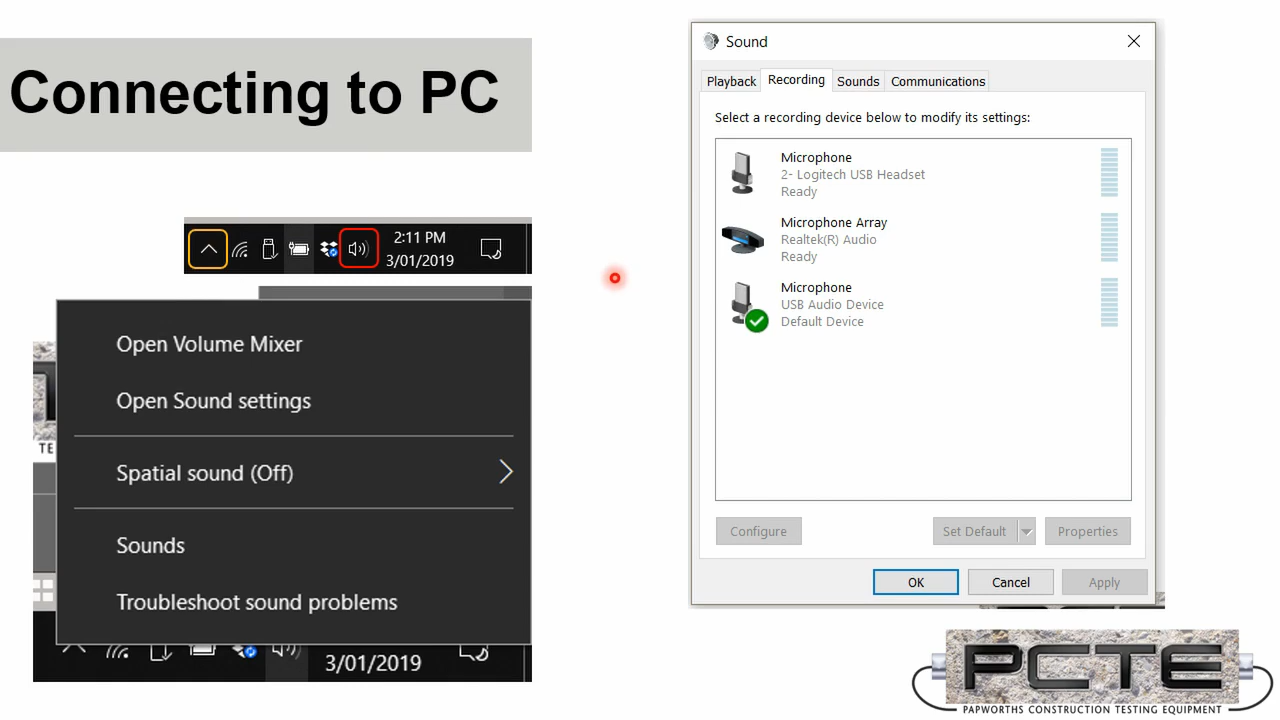 Connecting to PC
2:11 PM
3/01/2019
Open Volume Mixer
Open Sound settings
Spatial sound (Off)
Sounds
Troubleshoot sound problems
TE
3/01/2019
Sound
Playback
Recording
Sounds
Communications
Select a recording device below to modify its settings:
Microphone
2- Logitech USB Headset
Ready
Microphone Array
Realtek(R) Audio
Ready
Microphone
USB Audio Device
Default Device
Configure
Set Default
Properties
OK
Cancel
Apply
PCTE
PAPWORTHS CONSTRUCTION TESTING EQUIPMENT